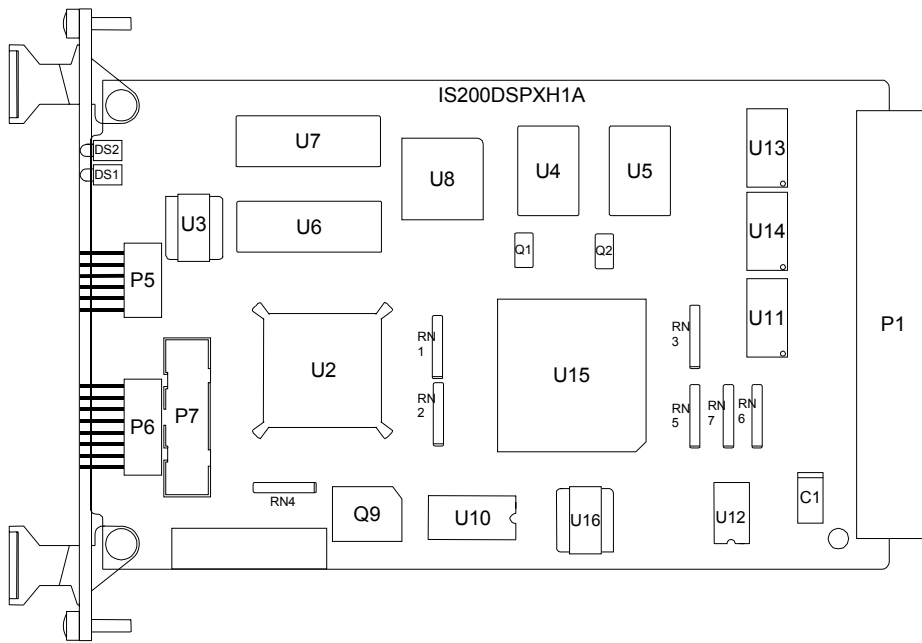 IS200DSPXH1A
DS2
DS1
U7
U8
U4
U5
U13
U3
U6
U14
Q1
Q2
P5
U11
P1
RN
1
RN
3
U2
U15
RN
2
RN
5
RN
7
RN
6
P6
P7
RN4
Q9
U10
U16
U12
C1